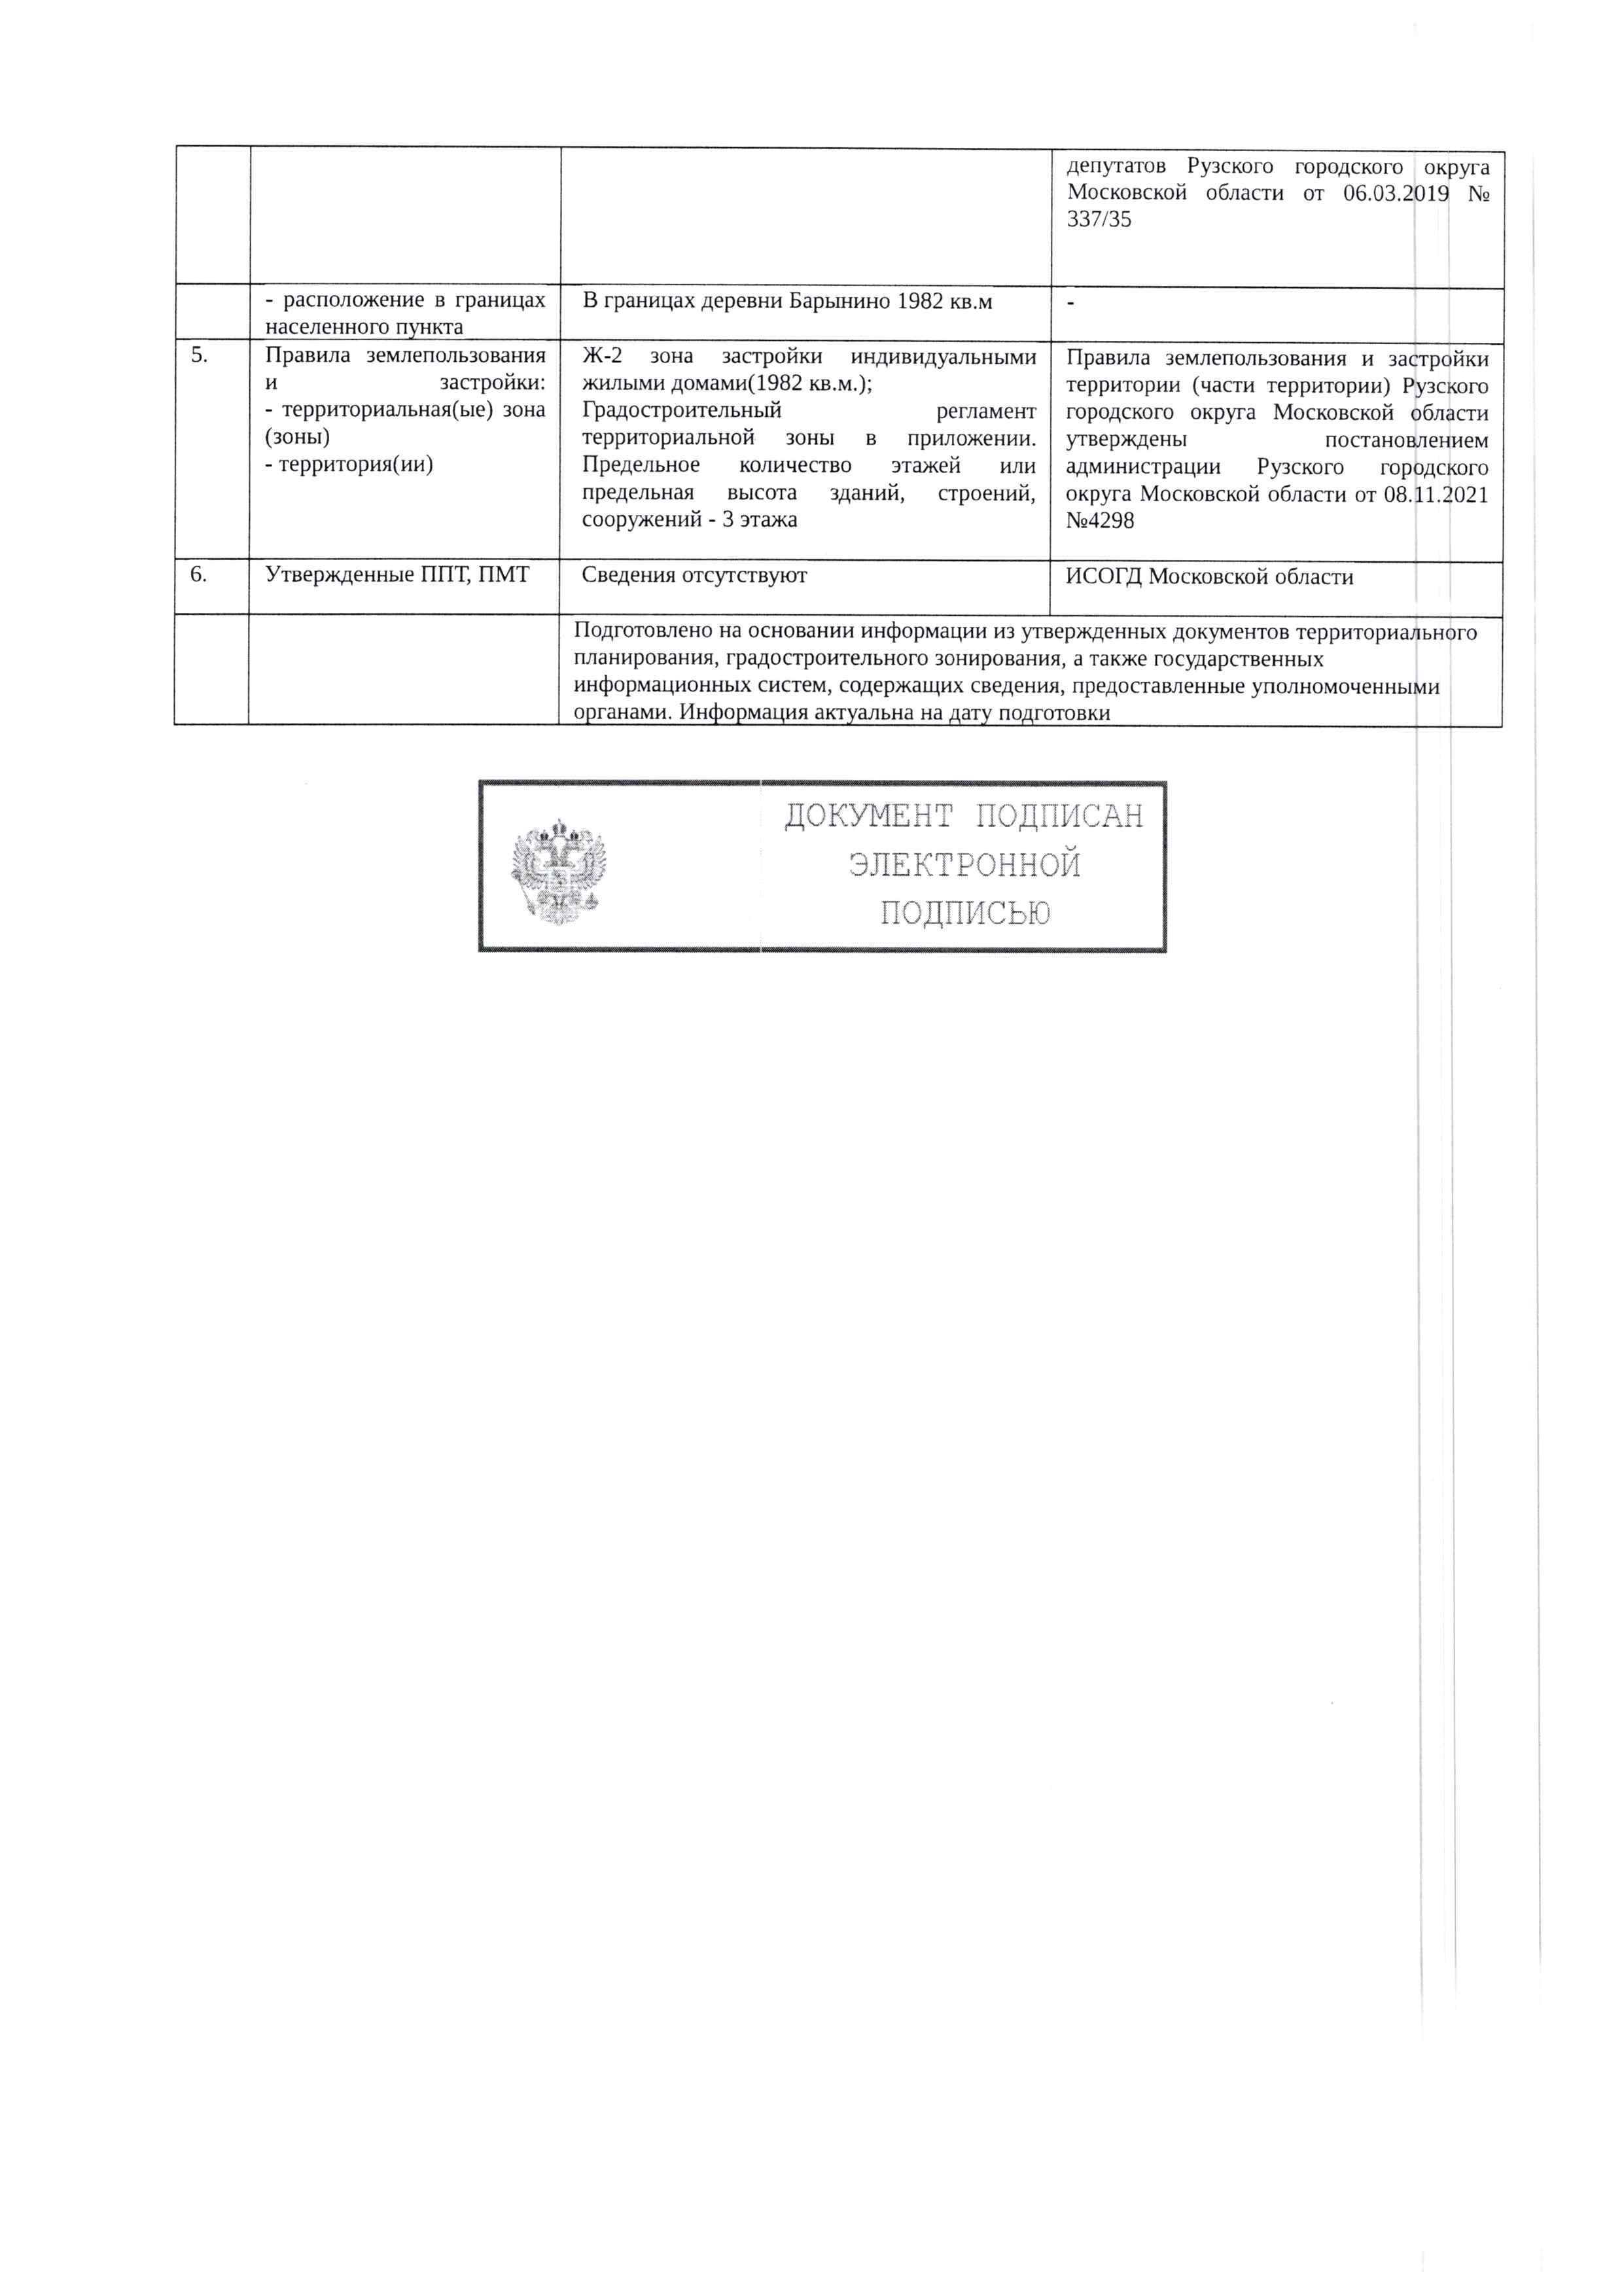 депутатов Рузского городского округа
Московской области от 06.03.2019 №
337/35
- расположение в границах
населенного пункта
В границах деревни Барынино 1982 кв.м
-
5.
Правила землепользования
и застройки:
- территориальная(ые) зона
(зоны)
- территория(ии)
Ж-2 зона застройки индивидуальными
жилыми домами(1982 кв.м.);
Градостроительный регламент
территориальной зоны в приложении.
Предельное количество этажей или
предельная высота зданий, строений,
сооружений - 3 этажа
Правила землепользования и застройки
территории (части территории) Рузского
городского округа Московской области
утверждены постановлением
администрации Рузского городского
округа Московской области от 08.11.2021
№4298
6.
Утвержденные ППТ, ПМТ
Сведения отсутствуют
ИСОГД Московской области
Подготовлено на основании информации из утвержденных документов территориального
планирования, градостроительного зонирования, а также государственных
информационных систем, содержащих сведения, предоставленные уполномоченными
органами. Информация актуальна на дату подготовки
ДОКУМЕНТ ПОДПИСАН
ЭЛЕКТРОННОЙ
ПОДПИСЬЮ